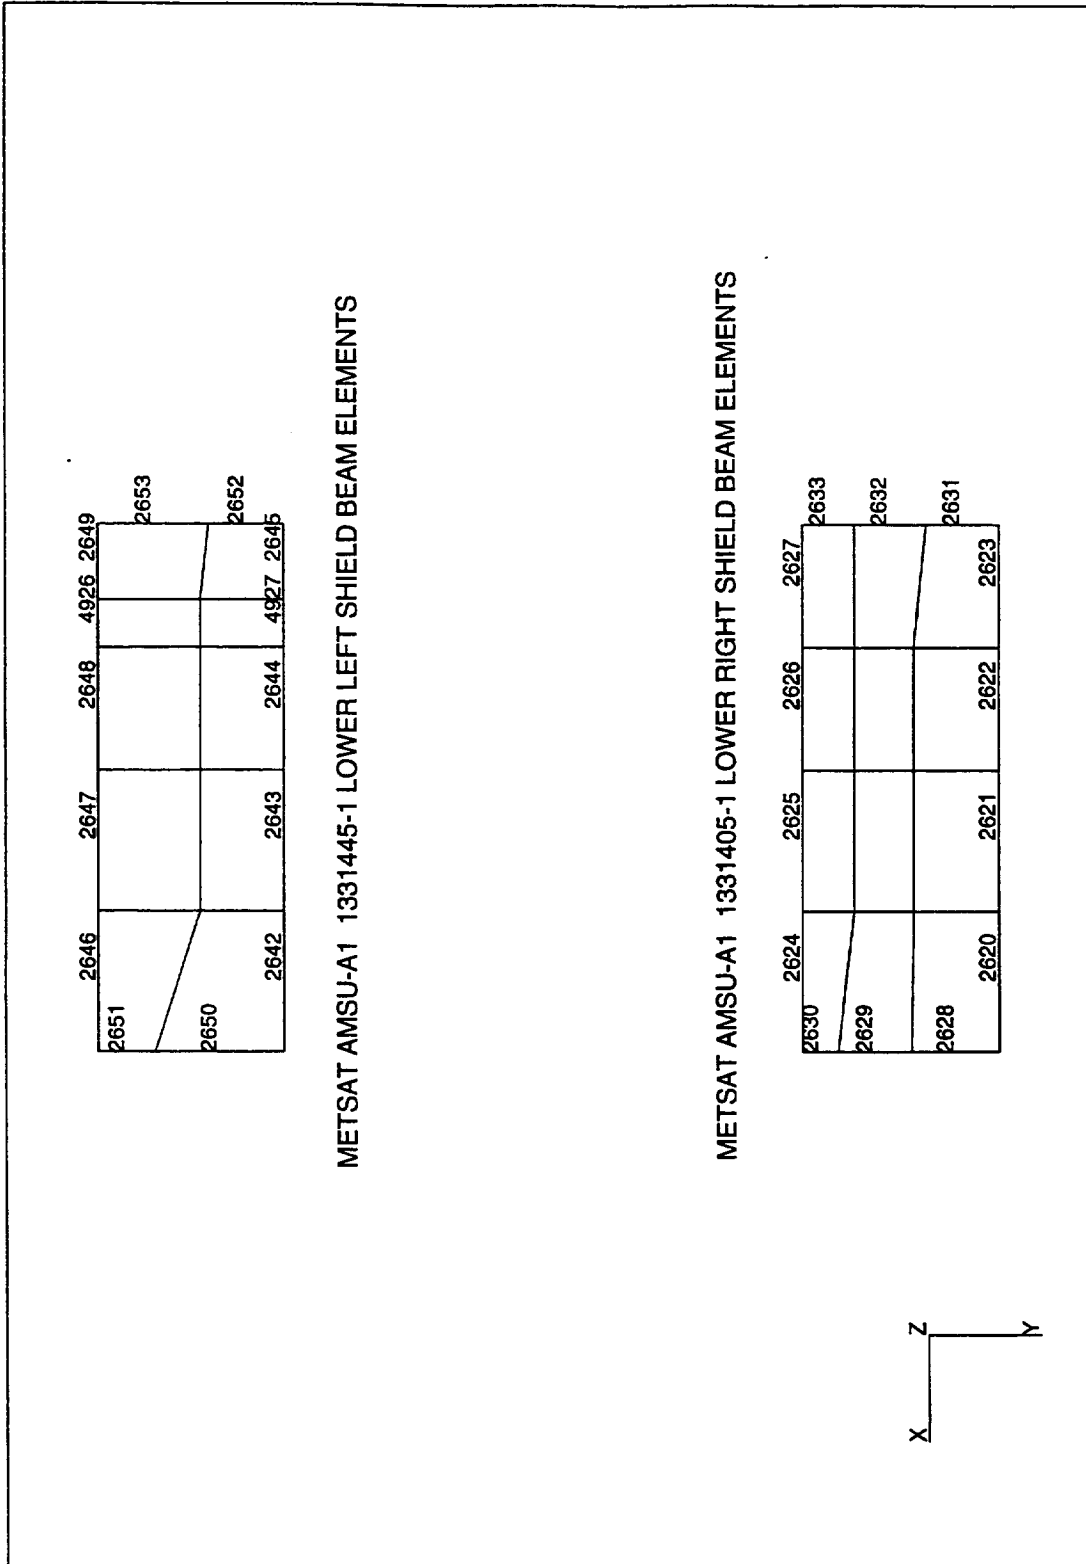 2646 2647 2648 4926 2649
2651
2653
2650
2652
2642 2643 2644 4927 2645
METSAT AMSU-A1 1331445-1 LOWER LEFT SHIELD BEAM ELEMENTS
METSAT AMSU-A1 1331405-1 LOWER RIGHT SHIELD BEAM ELEMENTS
2624 2625 2626 2627
2630 2633
2629 2632
2628 2631
2620 2621 2622 2623
X Z
Y